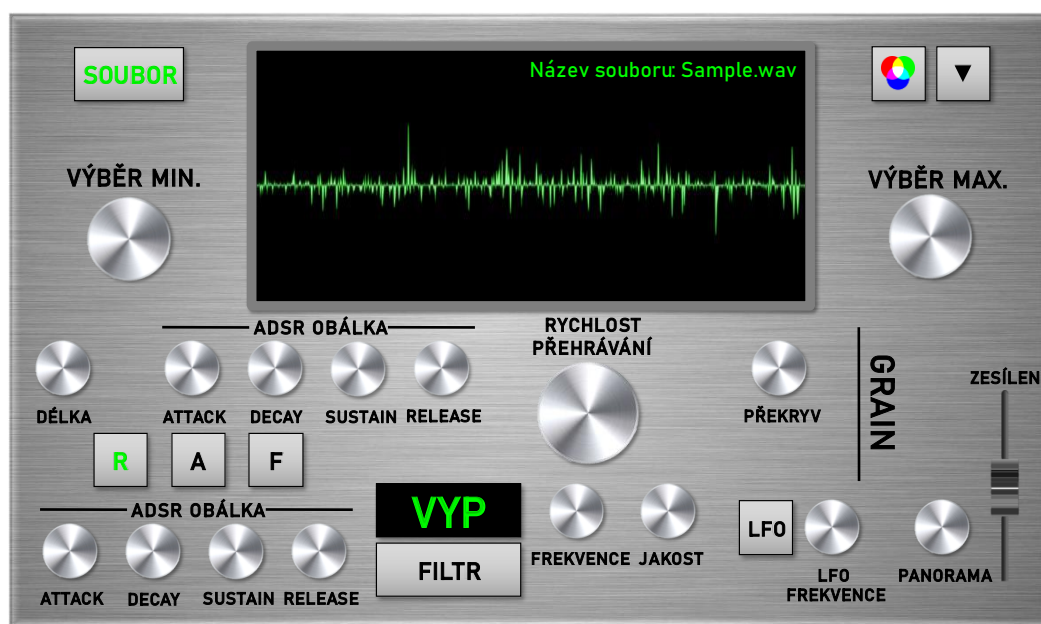 SOUBOR
Název souboru: Sample.wav
▼
VÝBĚR MIN.
VÝBĚR MAX.
ADSR OBÁLKA
RYCHLOST
PŘEHRÁVÁNÍ
GRAIN
ZESÍLEN
DÉLKA
ATTACK
DECAY
SUSTAIN
RELEASE
PŘEKRYV
R
A
F
ADSR OBÁLKA
VYP
FILTR
FREKVENCE
JAKOST
LFO
LFO
FREKVENCE
PANORAMA
ATTACK
DECAY
SUSTAIN
RELEASE